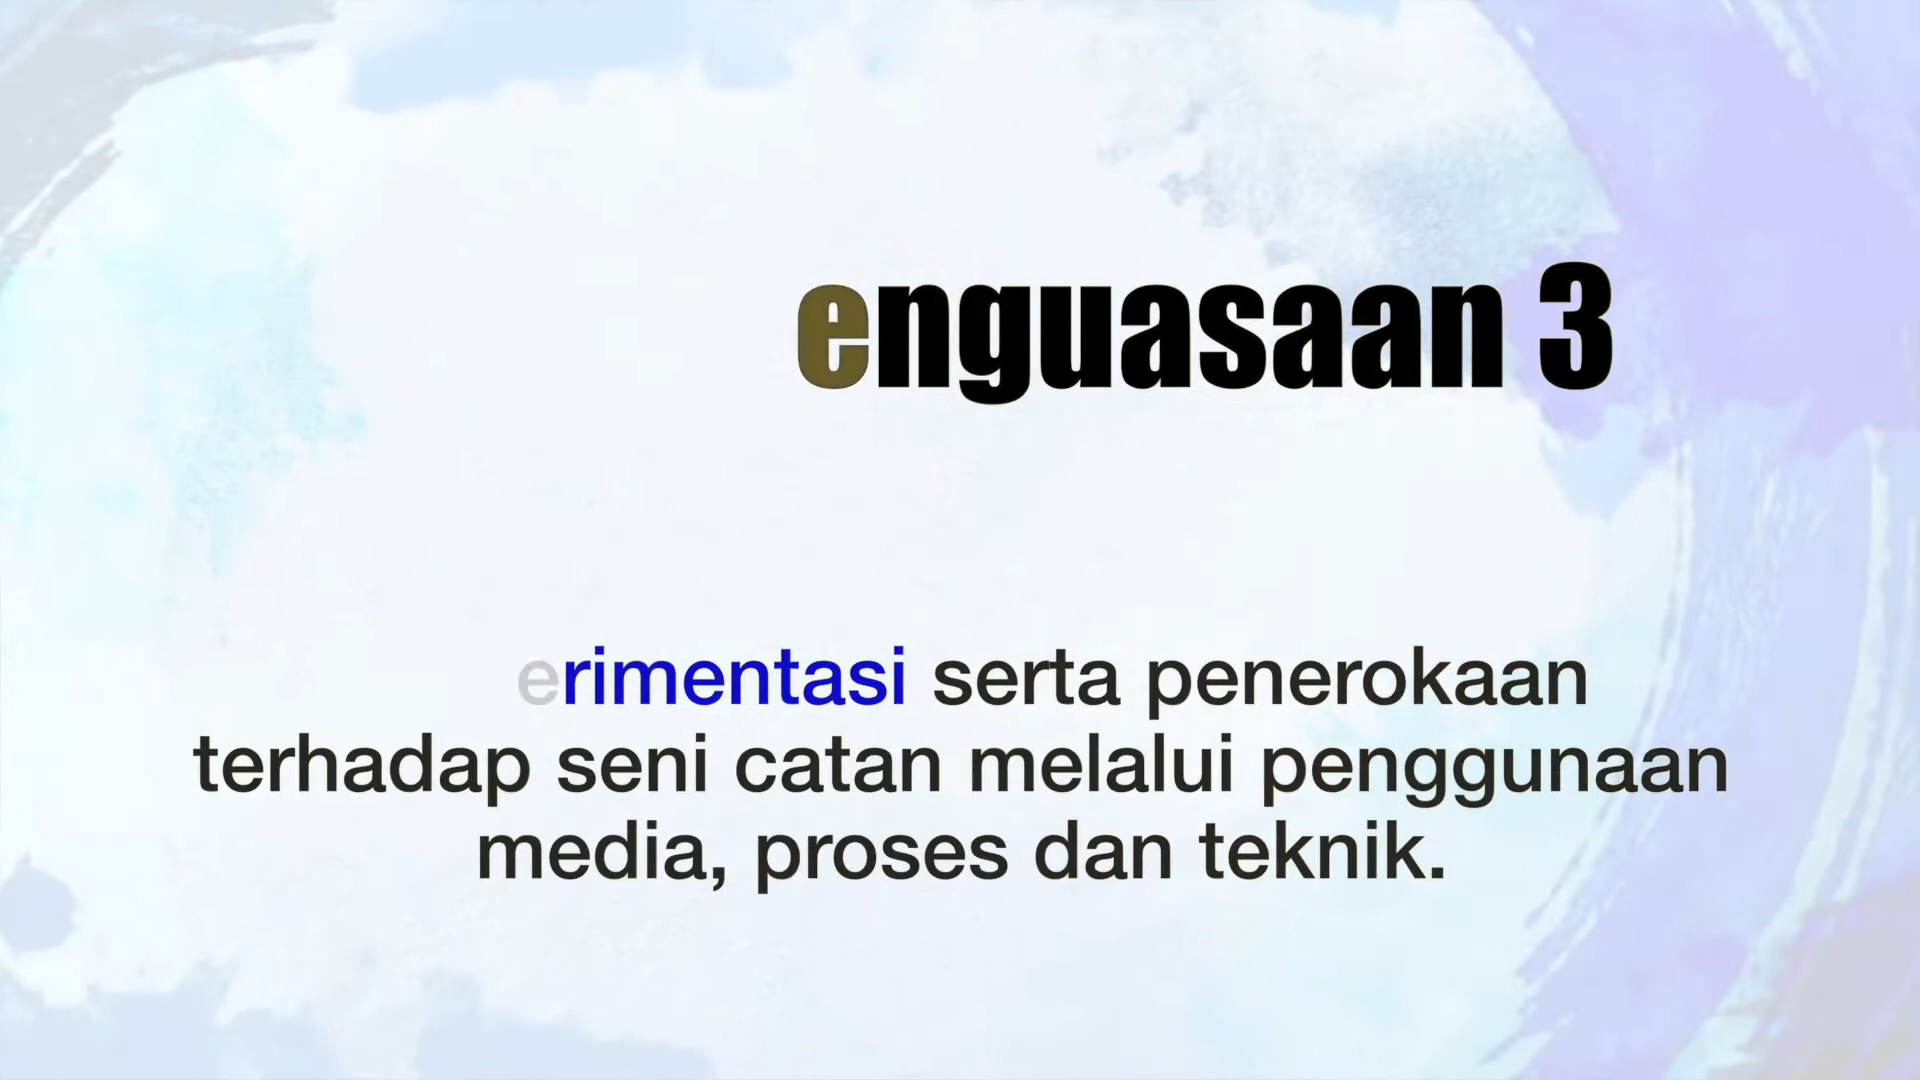 enguasaan 3
erimentasi serta penerokaan
terhadap seni catan melalui penggunaan
media, proses dan teknik.